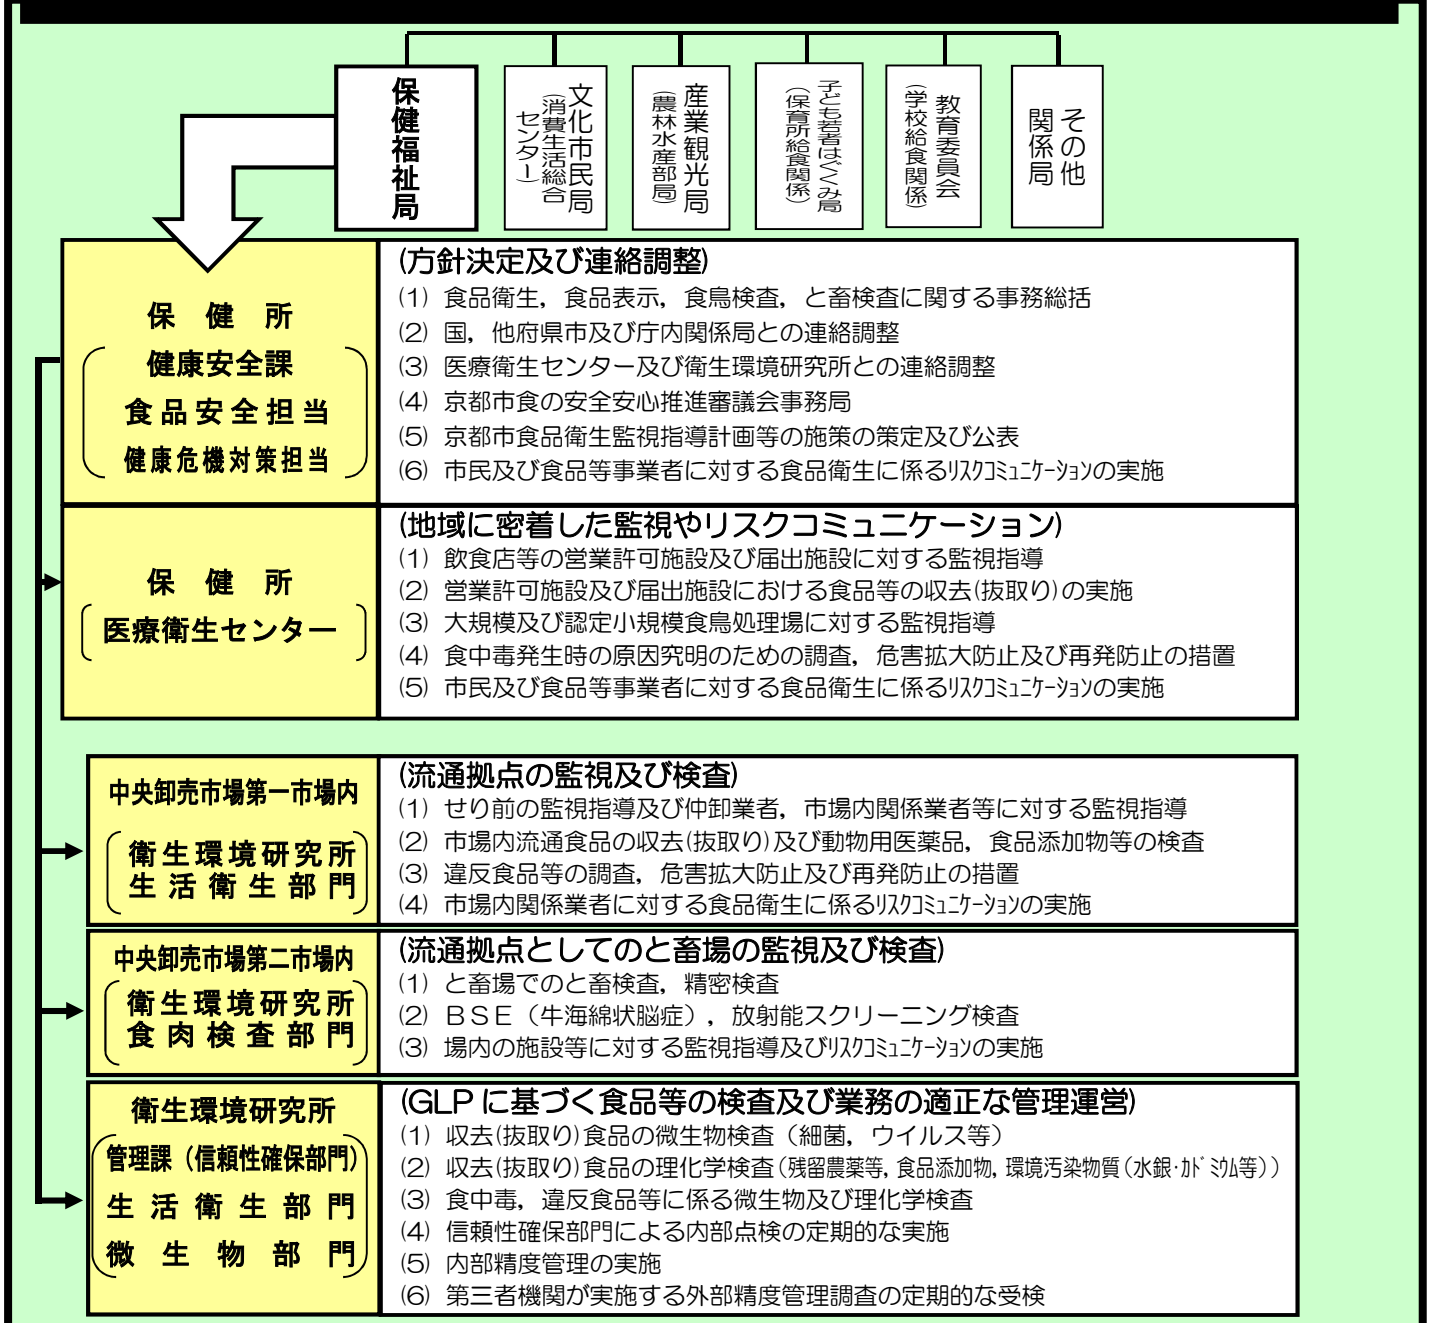 保健福祉局
文化市民局
(消費生活総合
センター)
産業観光局
(農林水産部局)
子ども若者はぐくみ局
(保育所給食関係)
教育委員会
(学校給食関係)
その他
関係局
保 健 所
健康安全課
食品安全担当
健康危機対策担当
(方針決定及び連絡調整)
(1) 食品衛生，食品表示，食鳥検査，と畜検査に関する事務総括
(2) 国，他府県市及び庁内関係局との連絡調整
(3) 医療衛生センター及び衛生環境研究所との連絡調整
(4) 京都市食の安全安心推進審議会事務局
(5) 京都市食品衛生監視指導計画等の施策の策定及び公表
(6) 市民及び食品等事業者に対する食品衛生に係るﾘｽｸｺﾐｭﾆｹｰｼｮﾝの実施
保 健 所
医療衛生センター
(地域に密着した監視やリスクコミュニケーション)
(1) 飲食店等の営業許可施設及び届出施設に対する監視指導
(2) 営業許可施設及び届出施設における食品等の収去(抜取り)の実施
(3) 大規模及び認定小規模食鳥処理場に対する監視指導
(4) 食中毒発生時の原因究明のための調査，危害拡大防止及び再発防止の措置
(5) 市民及び食品等事業者に対する食品衛生に係るﾘｽｸｺﾐｭﾆｹｰｼｮﾝの実施
中央卸売市場第一市場内
衛生環境研究所
生活衛生部門
(流通拠点の監視及び検査)
(1) せり前の監視指導及び仲卸業者，市場内関係業者等に対する監視指導
(2) 市場内流通食品の収去(抜取り)及び動物用医薬品，食品添加物等の検査
(3) 違反食品等の調査，危害拡大防止及び再発防止の措置
(4) 市場内関係業者に対する食品衛生に係るﾘｽｸｺﾐｭﾆｹｰｼｮﾝの実施
中央卸売市場第二市場内
衛生環境研究所
食肉検査部門
(流通拠点としてのと畜場の監視及び検査)
(1) と畜場でのと畜検査，精密検査
(2) ＢＳＥ（牛海綿状脳症），放射能スクリーニング検査
(3) 場内の施設等に対する監視指導及びﾘｽｸｺﾐｭﾆｹｰｼｮﾝの実施
衛生環境研究所
管理課（信頼性確保部門）
生活衛生部門
微生物部門
(GLP に基づく食品等の検査及び業務の適正な管理運営)
(1) 収去(抜取り)食品の微生物検査（細菌，ウイルス等）
(2) 収去(抜取り)食品の理化学検査（残留農薬等，食品添加物，環境汚染物質（水銀･ｶﾄﾞﾐｳﾑ等））
(3) 食中毒，違反食品等に係る微生物及び理化学検査
(4) 信頼性確保部門による内部点検の定期的な実施
(5) 内部精度管理の実施
(6) 第三者機関が実施する外部精度管理調査の定期的な受検